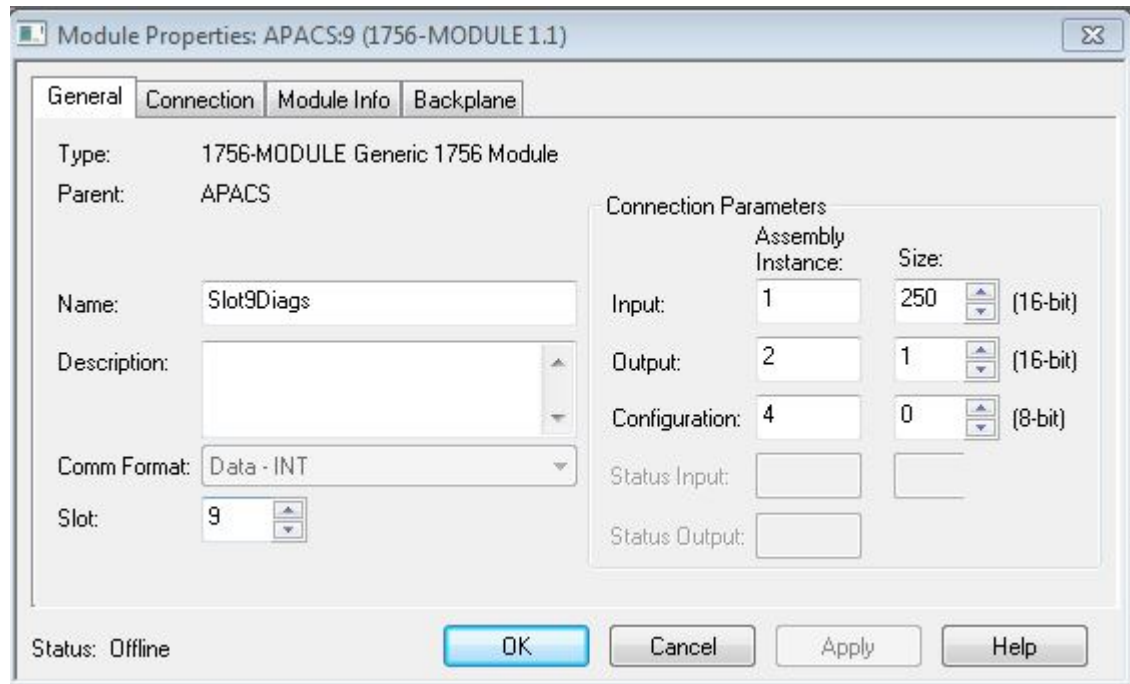 Module Properties: APACS:9 (1756-MODULE 1.1)
General Connection Module Info Backplane
Type: 1756-MODULE Generic 1756 Module
Parent: APACS
Connection Parameters
Assembly
Instance: Size:
Name: Slot9Diags
Input: 1 250 (16-bit)
Description:
Output: 2 1 (16-bit)
Configuration: 4 0 (8-bit)
Comm Format: Data - INT
Status Input:
Slot: 9
Status Output:
Status: Offline OK Cancel Apply Help